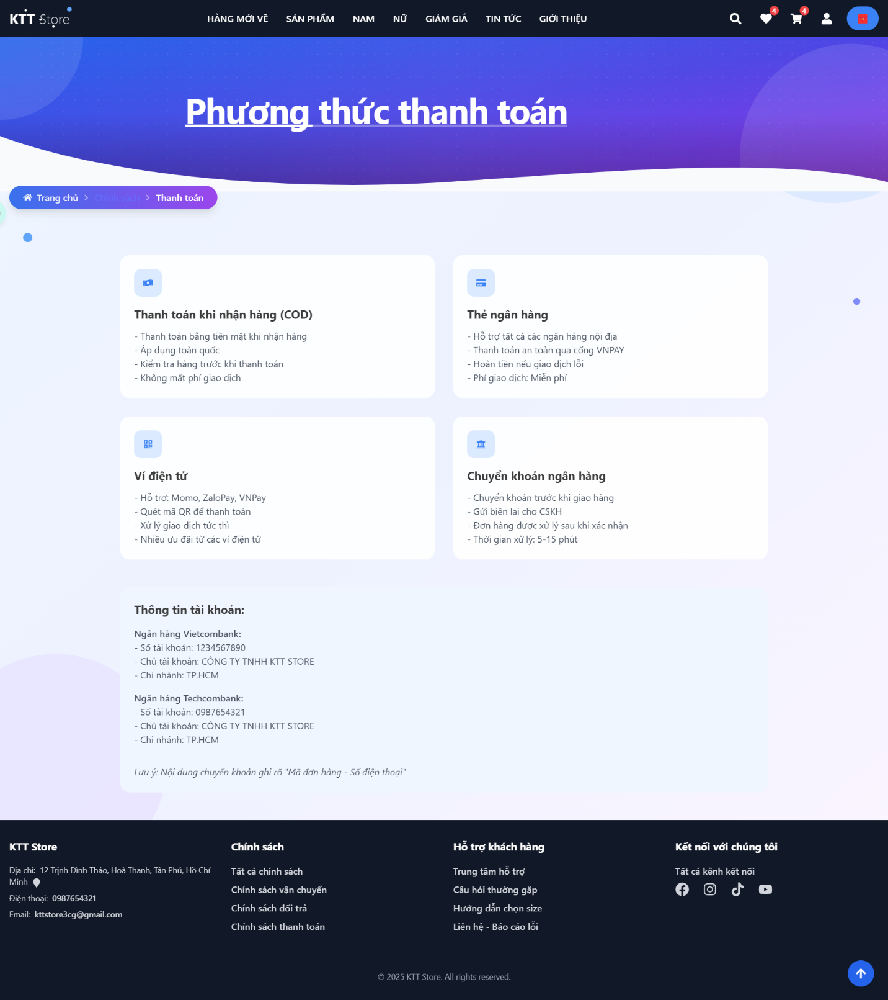 KTT Store
HÀNG MỚI VỀ
SẢN PHẨM
NAM
NỮ
GIẢM GIÁ
TIN TỨC
GIỚI THIỆU
4
4
Phương thức thanh toán
Trang chủ
Chính sách
Thanh toán
Thanh toán khi nhận hàng (COD)
- Thanh toán bằng tiền mặt khi nhận hàng
- Áp dụng toàn quốc
- Kiểm tra hàng trước khi thanh toán
- Không mất phí giao dịch
Thẻ ngân hàng
- Hỗ trợ tất cả các ngân hàng nội địa
- Thanh toán an toàn qua cổng VNPAY
- Hoàn tiền nếu giao dịch lỗi
- Phí giao dịch: Miễn phí
Ví điện tử
- Hỗ trợ: Momo, ZaloPay, VNPay
- Quét mã QR để thanh toán
- Xử lý giao dịch tức thì
- Nhiều ưu đãi từ các ví điện tử
Chuyển khoản ngân hàng
- Chuyển khoản trước khi giao hàng
- Gửi biên lai cho CSKH
- Đơn hàng được xử lý sau khi xác nhận
- Thời gian xử lý: 5-15 phút
Thông tin tài khoản:
Ngân hàng Vietcombank:
- Số tài khoản: 1234567890
- Chủ tài khoản: CÔNG TY TNHH KTT STORE
- Chi nhánh: TP.HCM
Ngân hàng Techcombank:
- Số tài khoản: 0987654321
- Chủ tài khoản: CÔNG TY TNHH KTT STORE
- Chi nhánh: TP.HCM
Lưu ý: Nội dung chuyển khoản ghi rõ "Mã đơn hàng - Số điện thoại"
KTT Store
Địa chỉ: 12 Trịnh Đình Thảo, Hoà Thanh, Tân Phú, Hồ Chí
Minh
Điện thoại: 0987654321
Email: kttstore3cg@gmail.com
Chính sách
Tất cả chính sách
Chính sách vận chuyển
Chính sách đổi trả
Chính sách thanh toán
Hỗ trợ khách hàng
Trung tâm hỗ trợ
Câu hỏi thường gặp
Hướng dẫn chọn size
Liên hệ - Báo cáo lỗi
Kết nối với chúng tôi
Tất cả kênh kết nối
© 2025 KTT Store. All rights reserved.